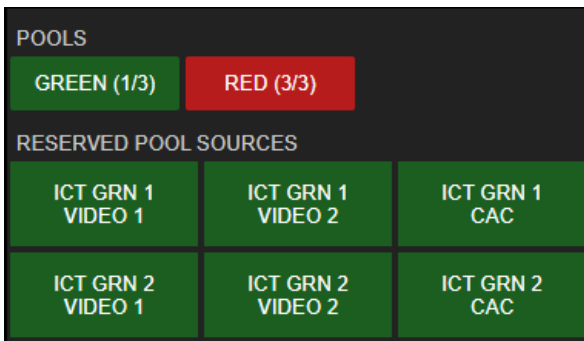 POOLS
GREEN (1/3) RED (3/3)
RESERVED POOL SOURCES
ICT GRN 1 ICT GRN 1 ICT GRN 1
VIDEO 1 VIDEO 2 CAC
ICT GRN 2 ICT GRN 2 ICT GRN 2
VIDEO 1 VIDEO 2 CAC